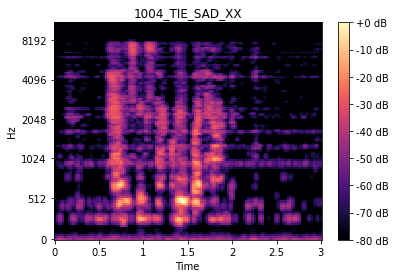 1004_TIE_SAD_XX
Hz
8192
4096
2048
1024
512
0
0 0.5 1 1.5 2 2.5 3
Time
+0 dB
-10 dB
-20 dB
-30 dB
-40 dB
-50 dB
-60 dB
-70 dB
-80 dB